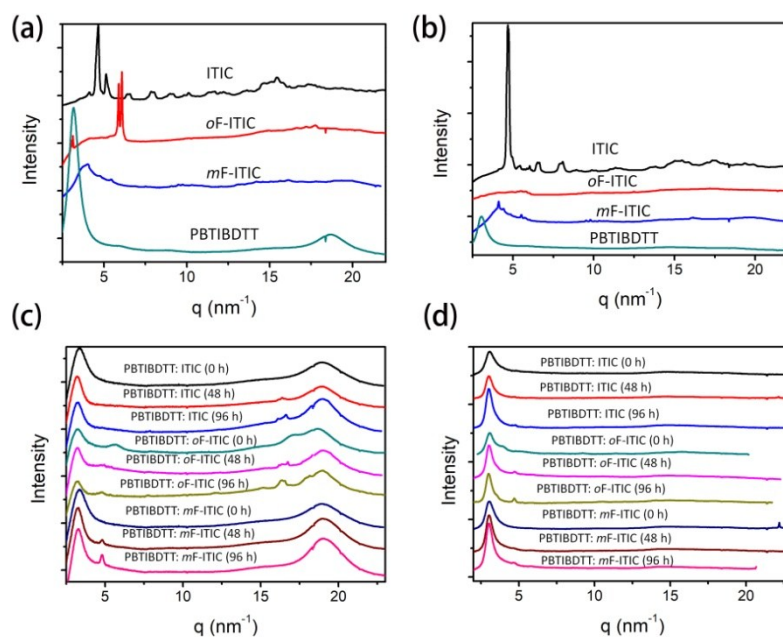 (a)
Intensity
ITIC
oF-ITIC
mF-ITIC
PBTIBDTT
5 10 15 20
q (nm⁻¹)
(b)
Intensity
ITIC
oF-ITIC
mF-ITIC
PBTIBDTT
5 10 15 20
q (nm⁻¹)
(c)
Intensity
PBTIBDTT: ITIC (0 h)
PBTIBDTT: ITIC (48 h)
PBTIBDTT: ITIC (96 h)
PBTIBDTT: oF-ITIC (0 h)
PBTIBDTT: oF-ITIC (48 h)
PBTIBDTT: oF-ITIC (96 h)
PBTIBDTT: mF-ITIC (0 h)
PBTIBDTT: mF-ITIC (48 h)
PBTIBDTT: mF-ITIC (96 h)
5 10 15 20
q (nm⁻¹)
(d)
Intensity
PBTIBDTT: ITIC (0 h)
PBTIBDTT: ITIC (48 h)
PBTIBDTT: ITIC (96 h)
PBTIBDTT: oF-ITIC (0 h)
PBTIBDTT: oF-ITIC (48 h)
PBTIBDTT: oF-ITIC (96 h)
PBTIBDTT: mF-ITIC (0 h)
PBTIBDTT: mF-ITIC (48 h)
PBTIBDTT: mF-ITIC (96 h)
5 10 15 20
q (nm⁻¹)